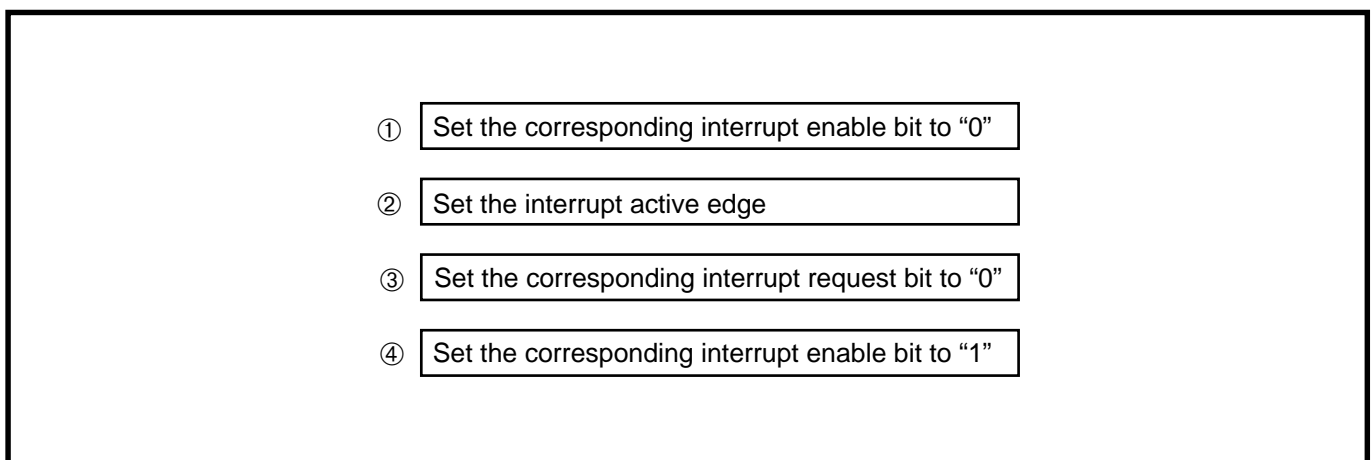 ① Set the corresponding interrupt enable bit to “0”
② Set the interrupt active edge
③ Set the corresponding interrupt request bit to “0”
④ Set the corresponding interrupt enable bit to “1”